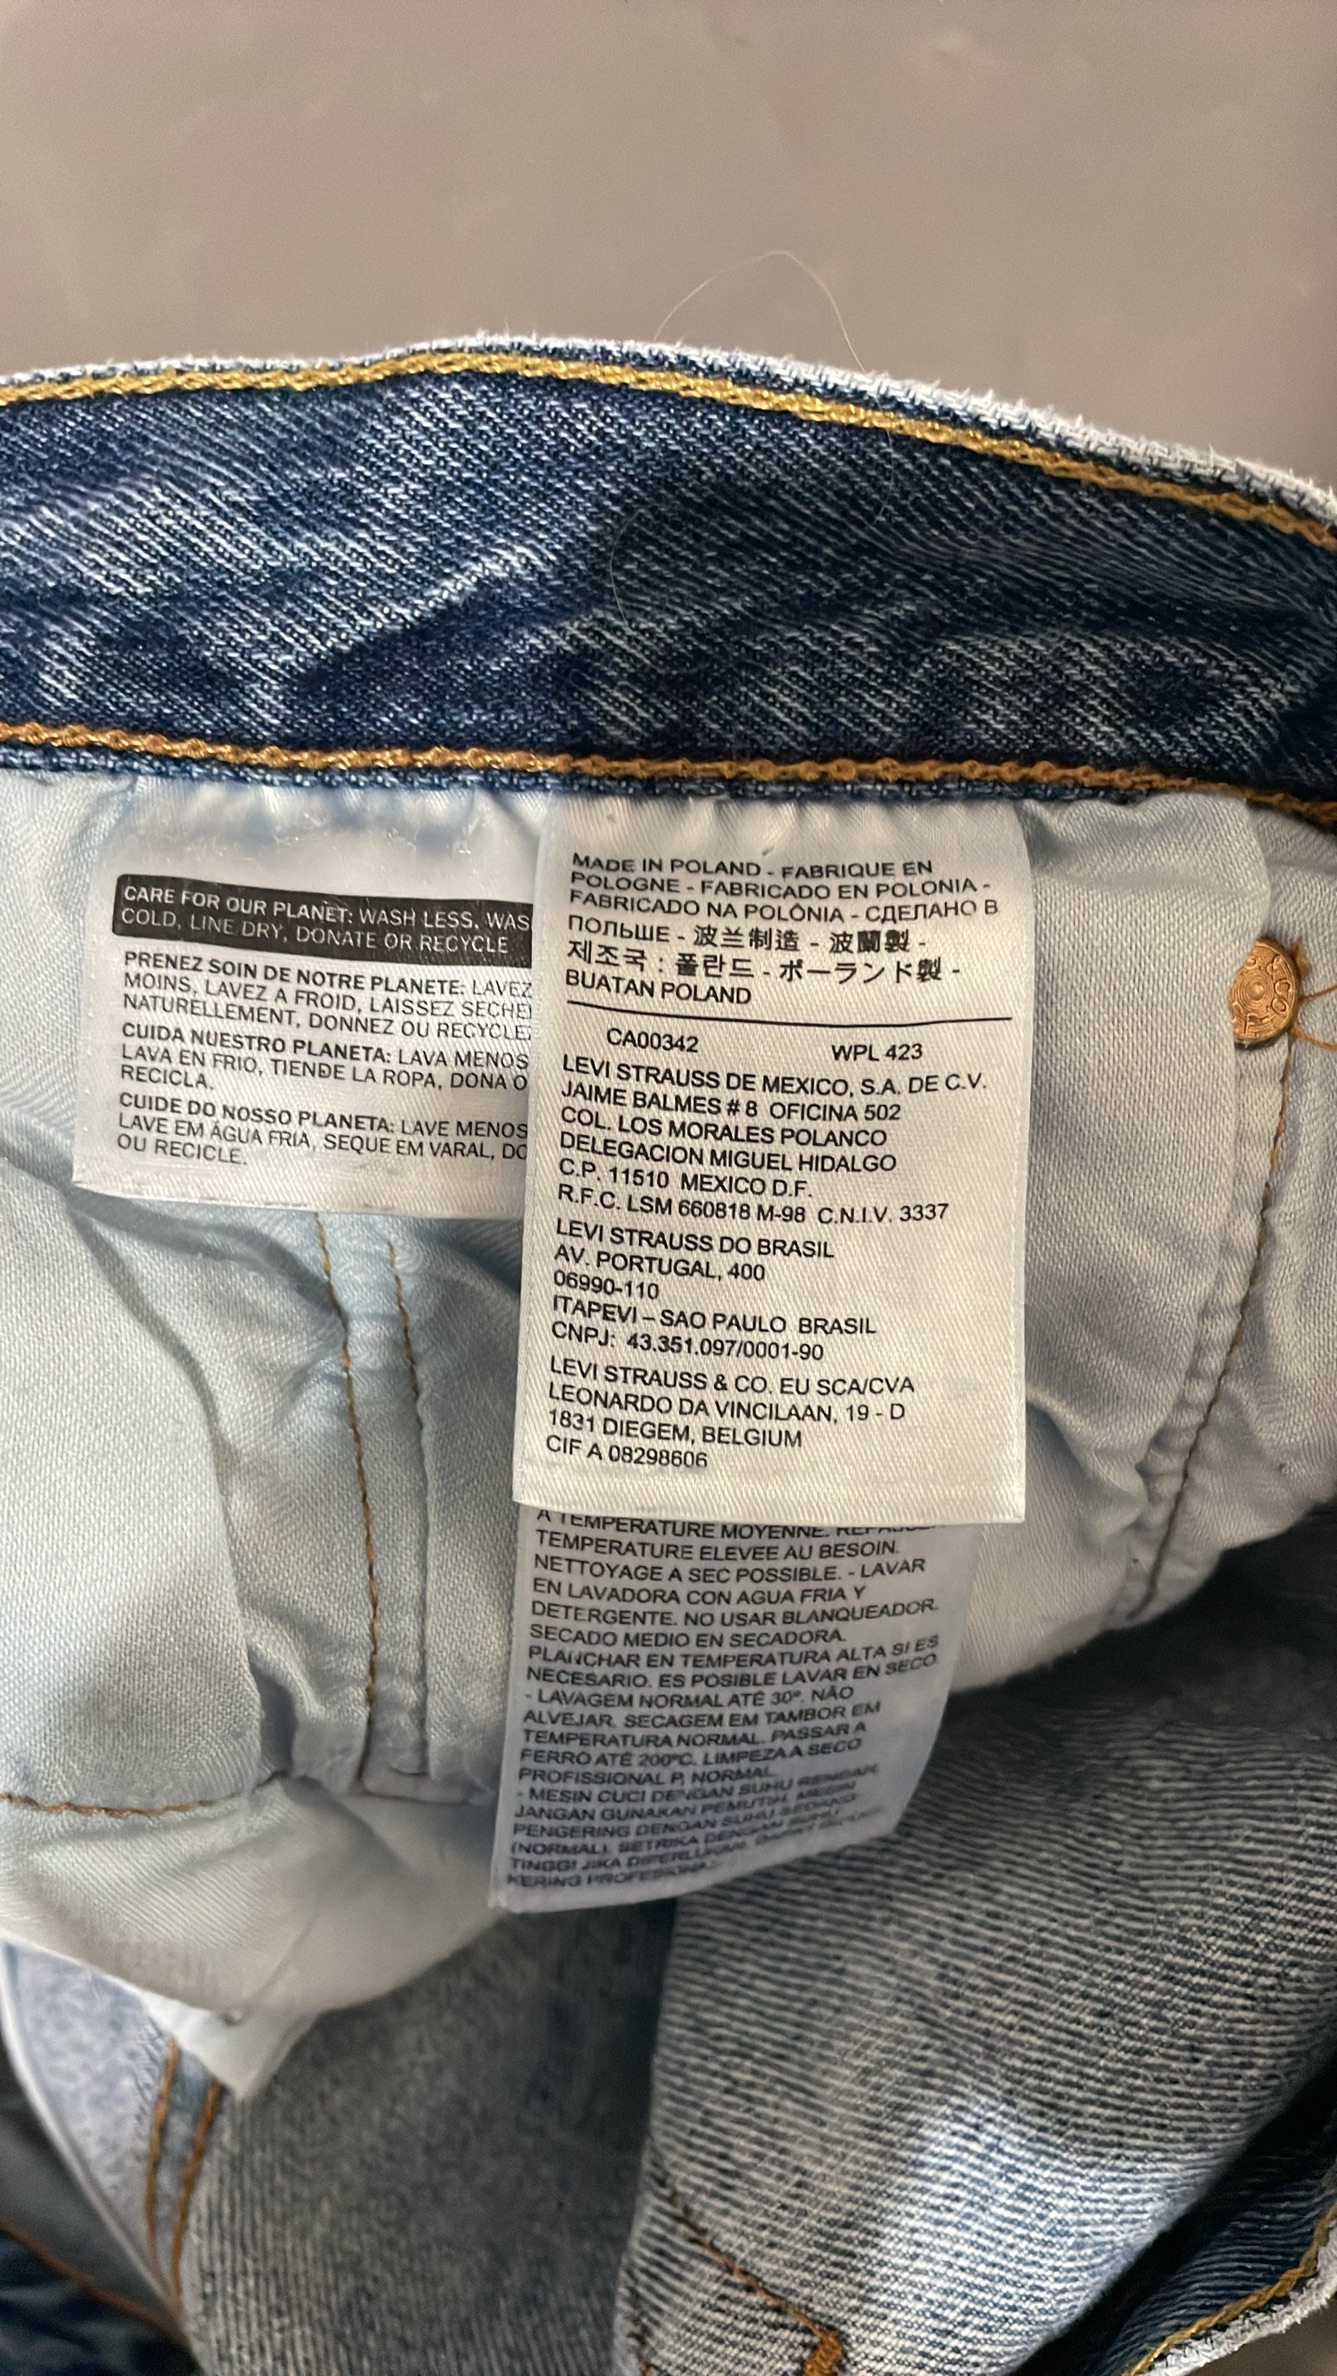 CARE FOR OUR PLANET: WASH LESS, WAS
COLD, LINE DRY, DONATE OR RECYCLE
PRENEZ SOIN DE NOTRE PLANETE: LAVEZ
MOINS, LAVEZ A FROID, LAISSEZ SECHE
NATURELLEMENT, DONNEZ OU RECYCLE
CUIDA NUESTRO PLANETA: LAVA MENOS
LAVA EN FRIO, TIENDE LA ROPA, DONA O
RECICLA.
CUIDE DO NOSSO PLANETA: LAVE MENOS
LAVE EM ÁGUA FRIA, SEQUE EM VARAL, DO
OU RECICLE.
MADE IN POLAND - FABRIQUE EN
POLOGNE - FABRICADO EN POLONIA -
FABRICADO NA POLÔNIA - СДЕЛАНО В
ПОЛЬШЕ - 波兰制造 - 波蘭製 -
제조국 : 폴란드 - ポーランド製 -
BUATAN POLAND
CA00342 WPL 423
LEVI STRAUSS DE MEXICO, S.A. DE C.V.
JAIME BALMES # 8 OFICINA 502
COL. LOS MORALES POLANCO
DELEGACION MIGUEL HIDALGO
C.P. 11510 MEXICO D.F.
R.F.C. LSM 660818 M-98 C.N.I.V. 3337
LEVI STRAUSS DO BRASIL
AV. PORTUGAL, 400
06990-110
ITAPEVI – SAO PAULO BRASIL
CNPJ: 43.351.097/0001-90
LEVI STRAUSS & CO. EU SCA/CVA
LEONARDO DA VINCILAAN, 19 - D
1831 DIEGEM, BELGIUM
CIF A 08298606
A TEMPERATURE MOYENNE.
TEMPERATURE ELEVEE AU BESOIN.
NETTOYAGE A SEC POSSIBLE. - LAVAR
EN LAVADORA CON AGUA FRIA Y
DETERGENTE. NO USAR BLANQUEADOR.
SECADO MEDIO EN SECADORA.
PLANCHAR EN TEMPERATURA ALTA SI ES
NECESARIO. ES POSIBLE LAVAR EN SECO.
- LAVAGEM NORMAL ATÉ 30º. NÃO
ALVEJAR. SECAGEM EM TAMBOR EM
TEMPERATURA NORMAL. PASSAR A
FERRO ATÉ 200ºC. LIMPEZA A SECO
PROFISSIONAL P, NORMAL.
- MESIN CUCI DENGAN SUHU RENDAH.
JANGAN GUNAKAN PEMUTIH. MESIN
PENGERING DENGAN SUHU SEDANG
(NORMAL). SETRIKA DENGAN SUHU
TINGGI JIKA DIPERLUKAN.
KERING PROFESIONAL